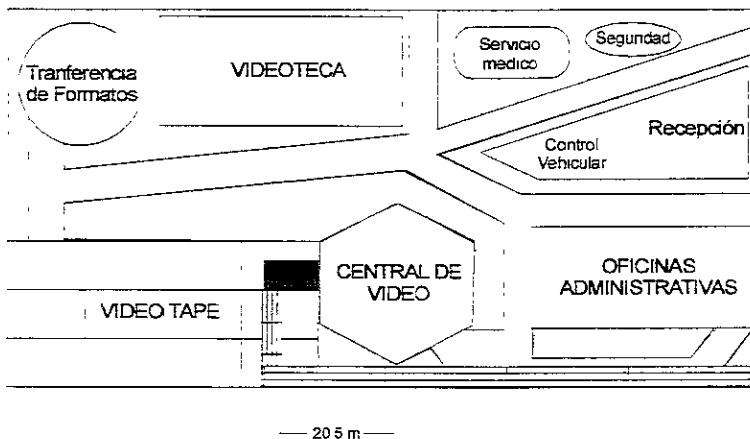 Tranferencia
de Formatos
VIDEOTECA
Servicio
medico
Seguridad
Recepción
Control
Vehicular
CENTRAL DE
VIDEO
OFICINAS
ADMINISTRATIVAS
VIDEO TAPE
20 5 m